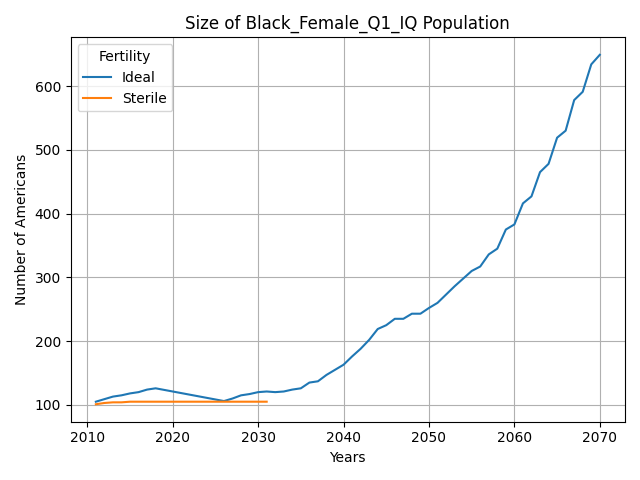 Size of Black_Female_Q1_IQ Population
Fertility
Ideal
Sterile
Number of Americans
600
500
400
300
200
100
2010
2020
2030
2040
2050
2060
2070
Years